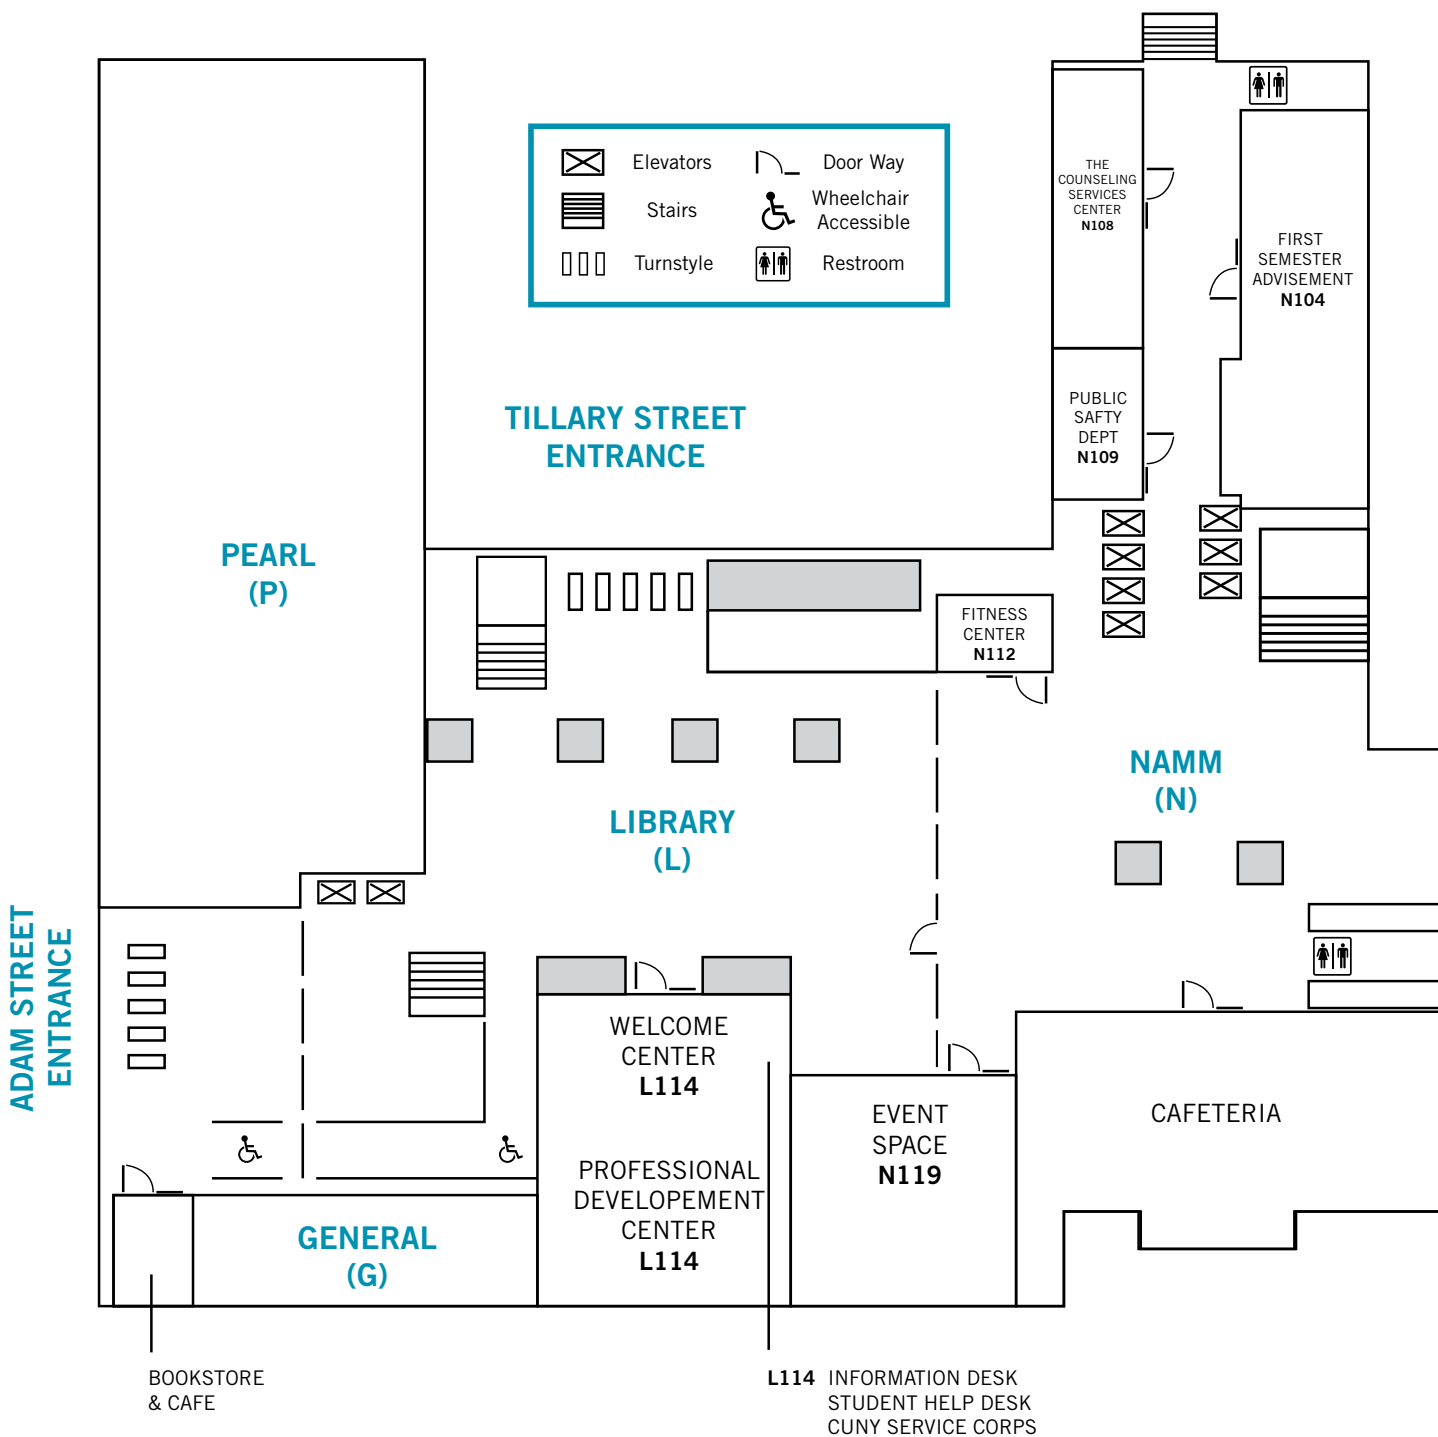 Elevators
Door Way
Stairs
Wheelchair
Accessible
Turnstyle
Restroom
THE
COUNSELING
SERVICES
CENTER
N108
FIRST
SEMESTER
ADVISEMENT
N104
PUBLIC
SAFTY
DEPT
N109
TILLARY STREET
ENTRANCE
PEARL
(P)
FITNESS
CENTER
N112
NAMM
(N)
LIBRARY
(L)
ADAM STREET
ENTRANCE
WELCOME
CENTER
L114
PROFESSIONAL
DEVELOPEMENT
CENTER
L114
EVENT
SPACE
N119
CAFETERIA
GENERAL
(G)
BOOKSTORE
& CAFE
L114 INFORMATION DESK
STUDENT HELP DESK
CUNY SERVICE CORPS